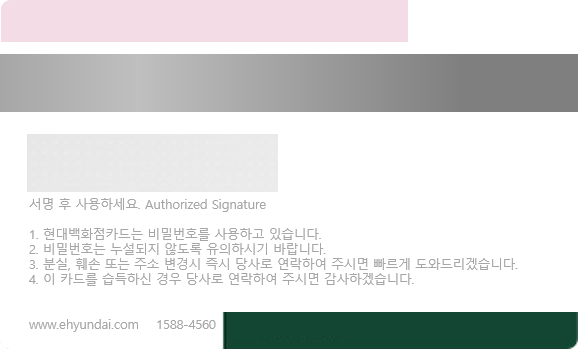 서명 후 사용하세요. Authorized Signature
1. 현대백화점카드는 비밀번호를 사용하고 있습니다.
2. 비밀번호는 누설되지 않도록 유의하시기 바랍니다.
3. 분실, 훼손 또는 주소 변경시 즉시 당사로 연락하여 주시면 빠르게 도와드리겠습니다.
4. 이 카드를 습득하신 경우 당사로 연락하여 주시면 감사하겠습니다.
www.ehyundai.com 1588-4560